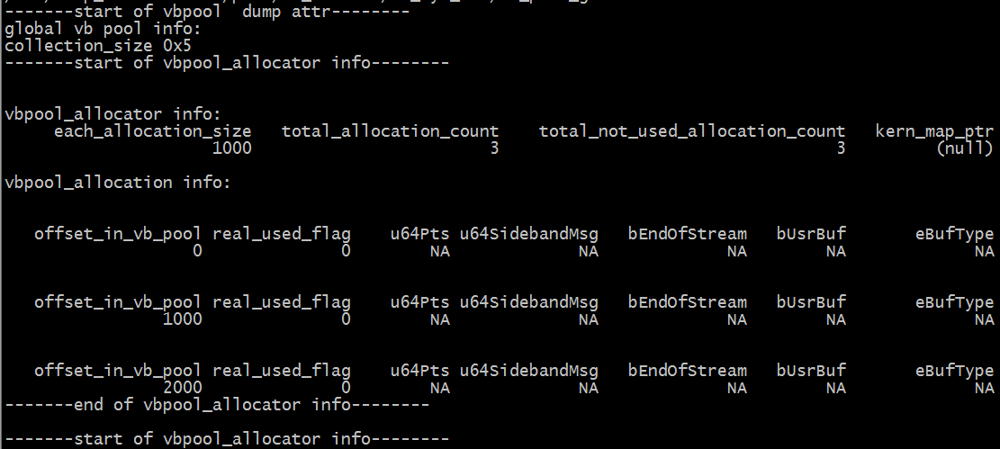 -------start of vbpool  dump attr--------
global vb pool info:
collection_size 0x5
-------start of vbpool_allocator info--------
vbpool_allocator info:
each_allocation_size total_allocation_count total_not_used_allocation_count kern_map_ptr
1000 3 3 (null)
vbpool_allocation info:
offset_in_vb_pool real_used_flag u64Pts u64SidebandMsg bEndOfStream bUsrBuf eBufType
0 0 NA NA NA NA NA
offset_in_vb_pool real_used_flag u64Pts u64SidebandMsg bEndOfStream bUsrBuf eBufType
1000 0 NA NA NA NA NA
offset_in_vb_pool real_used_flag u64Pts u64SidebandMsg bEndOfStream bUsrBuf eBufType
2000 0 NA NA NA NA NA
-------end of vbpool_allocator info--------
-------start of vbpool_allocator info--------